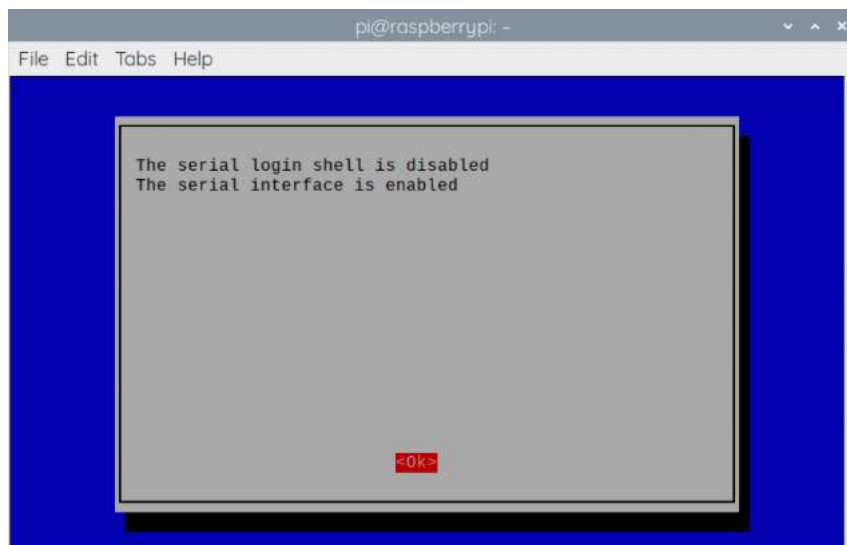 pi@raspberrypi: ~
File Edit Tabs Help
The serial login shell is disabled
The serial interface is enabled
<Ok>